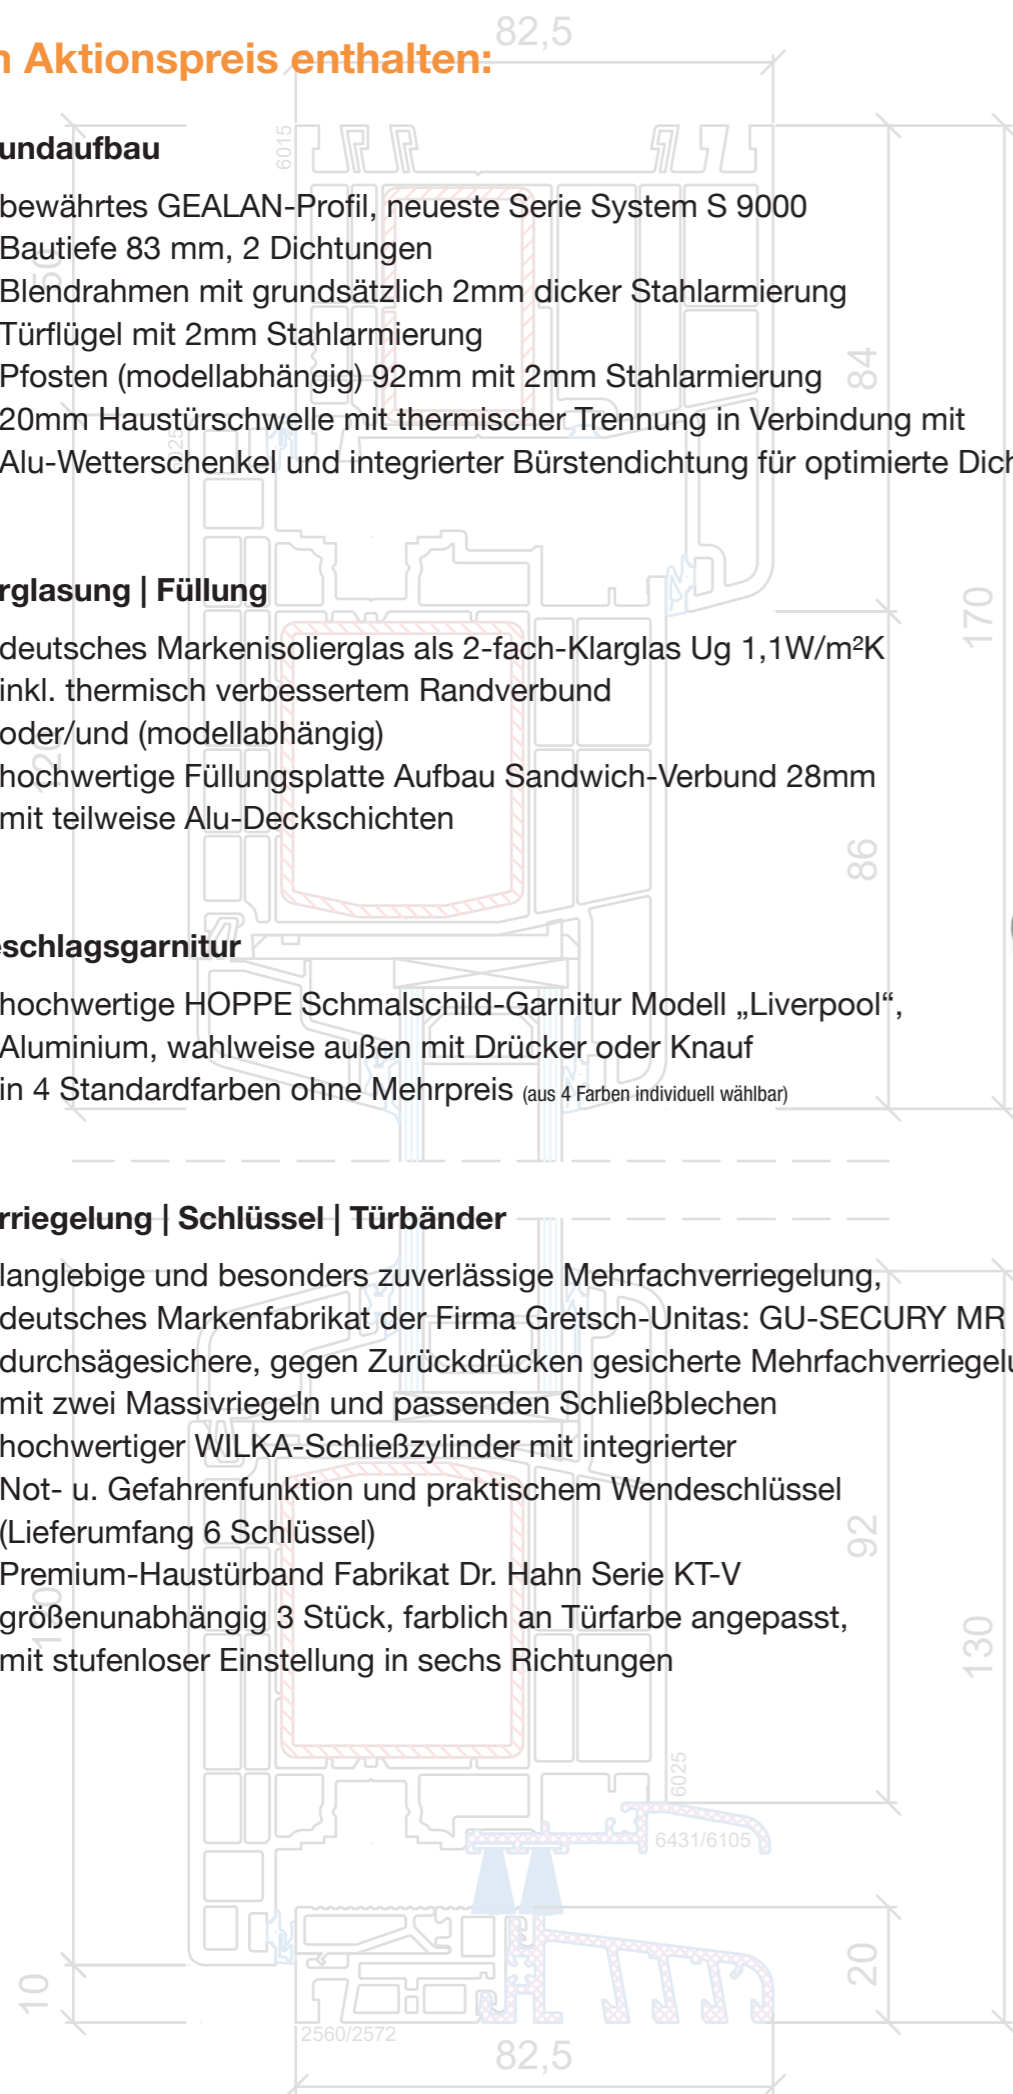 82,5
n Aktionspreis enthalten:
6015
undaufbau
bewährtes GEALAN-Profil, neueste Serie System S 9000
Bautiefe 83 mm, 2 Dichtungen
50
Blendrahmen mit grundsätzlich 2mm dicker Stahlarmierung
Türflügel mit 2mm Stahlarmierung
Pfosten (modellabhängig) 92mm mit 2mm Stahlarmierung
84
20mm Haustürschwelle mit thermischer Trennung in Verbindung mit
Alu-Wetterschenkel und integrierter Bürstendichtung für optimierte Dich
rglasung | Füllung
170
deutsches Markenisolierglas als 2-fach-Klarglas Ug 1,1W/m²K
inkl. thermisch verbessertem Randverbund
oder/und (modellabhängig)
hochwertige Füllungsplatte Aufbau Sandwich-Verbund 28mm
mit teilweise Alu-Deckschichten
86
eschlagsgarnitur
hochwertige HOPPE Schmalschild-Garnitur Modell „Liverpool“,
Aluminium, wahlweise außen mit Drücker oder Knauf
in 4 Standardfarben ohne Mehrpreis (aus 4 Farben individuell wählbar)
rriegelung | Schlüssel | Türbänder
langlebige und besonders zuverlässige Mehrfachverriegelung,
deutsches Markenfabrikat der Firma Gretsch-Unitas: GU-SECURY MR
durchsägesichere, gegen Zurückdrücken gesicherte Mehrfachverriegelu
mit zwei Massivriegeln und passenden Schließblechen
hochwertiger WILKA-Schließzylinder mit integrierter
Not- u. Gefahrenfunktion und praktischem Wendeschlüssel
(Lieferumfang 6 Schlüssel)
92
Premium-Haustürband Fabrikat Dr. Hahn Serie KT-V
größenunabhängig 3 Stück, farblich an Türfarbe angepasst,
130
mit stufenloser Einstellung in sechs Richtungen
6025
6431/6105
10
20
2560/2572
82,5